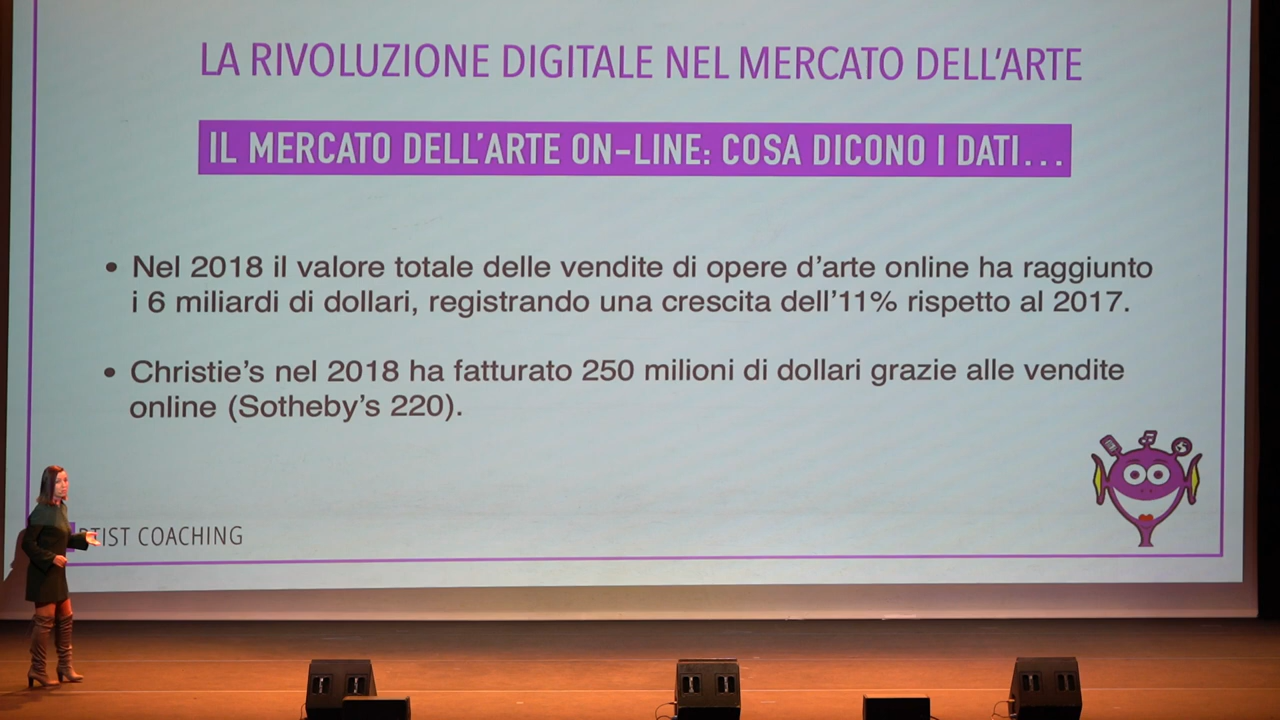 LA RIVOLUZIONE DIGITALE NEL MERCATO DELL'ARTE
IL MERCATO DELL'ARTE ON-LINE: COSA DICONO I DATI...
• Nel 2018 il valore totale delle vendite di opere d'arte online ha raggiunto
i 6 miliardi di dollari, registrando una crescita dell'11% rispetto al 2017.
• Christie's nel 2018 ha fatturato 250 milioni di dollari grazie alle vendite
online (Sotheby's 220).
COACHING